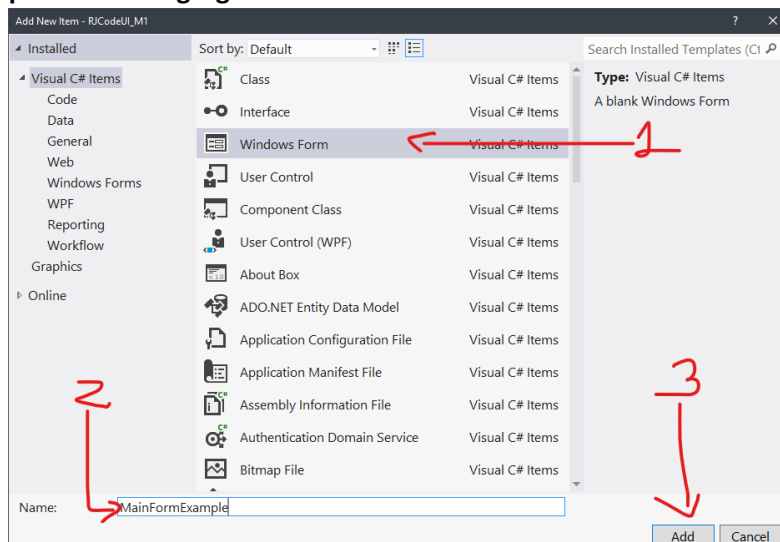 Add New Item - RJCodeUI_M1 ? ×
Installed
Sort by: Default
Search Installed Templates (Ct
Visual C# Items
Code
Data
General
Web
Windows Forms
WPF
Reporting
Workflow
Graphics
Online
Class Visual C# Items
Interface Visual C# Items
Windows Form Visual C# Items
User Control Visual C# Items
Component Class Visual C# Items
User Control (WPF) Visual C# Items
About Box Visual C# Items
ADO.NET Entity Data Model Visual C# Items
Application Configuration File Visual C# Items
Application Manifest File Visual C# Items
Assembly Information File Visual C# Items
Authentication Domain Service Visual C# Items
Bitmap File Visual C# Items
Type: Visual C# Items
A blank Windows Form
1
2
3
Name: MainFormExample
Add Cancel